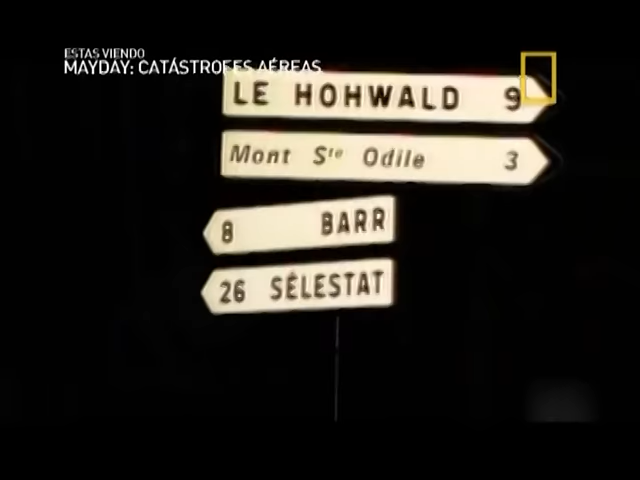 ESTAS VIENDO
MAYDAY: CATÁSTROFES AÉREAS
LE HOHWALD 9
Mont Ste Odile 3
8 BARR
26 SÉLESTAT